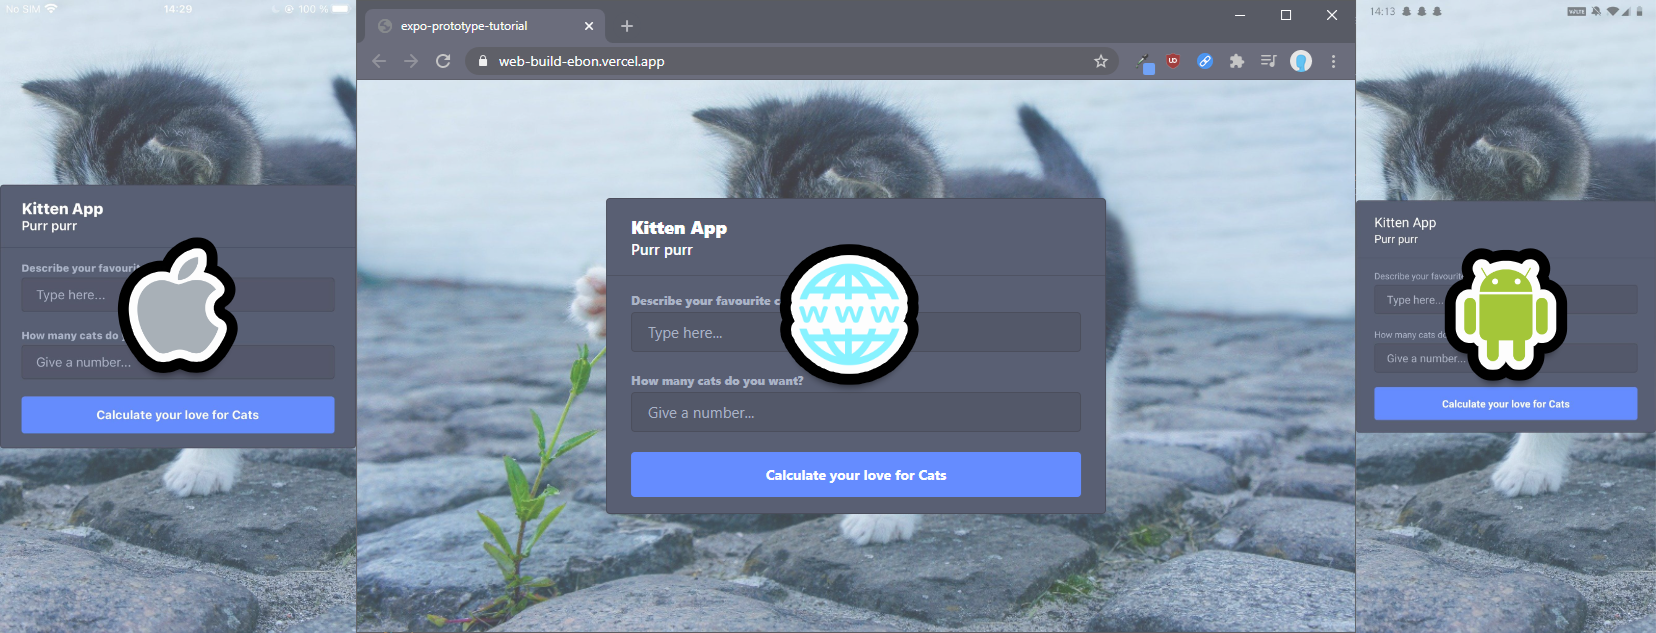 No SIM 14:29 100 %
Kitten App
Purr purr
Describe your favourit
Type here...
How many cats do
Give a number...
Calculate your love for Cats
expo-prototype-tutorial
web-build-ebon.vercel.app
UD
Kitten App
Purr purr
Describe your favourite c
WWW
Type here...
How many cats do you want?
Give a number...
Calculate your love for Cats
14:13 VoLTE
Kitten App
Purr purr
Describe your favourite
Type here...
How many cats do
Give a number...
Calculate your love for Cats